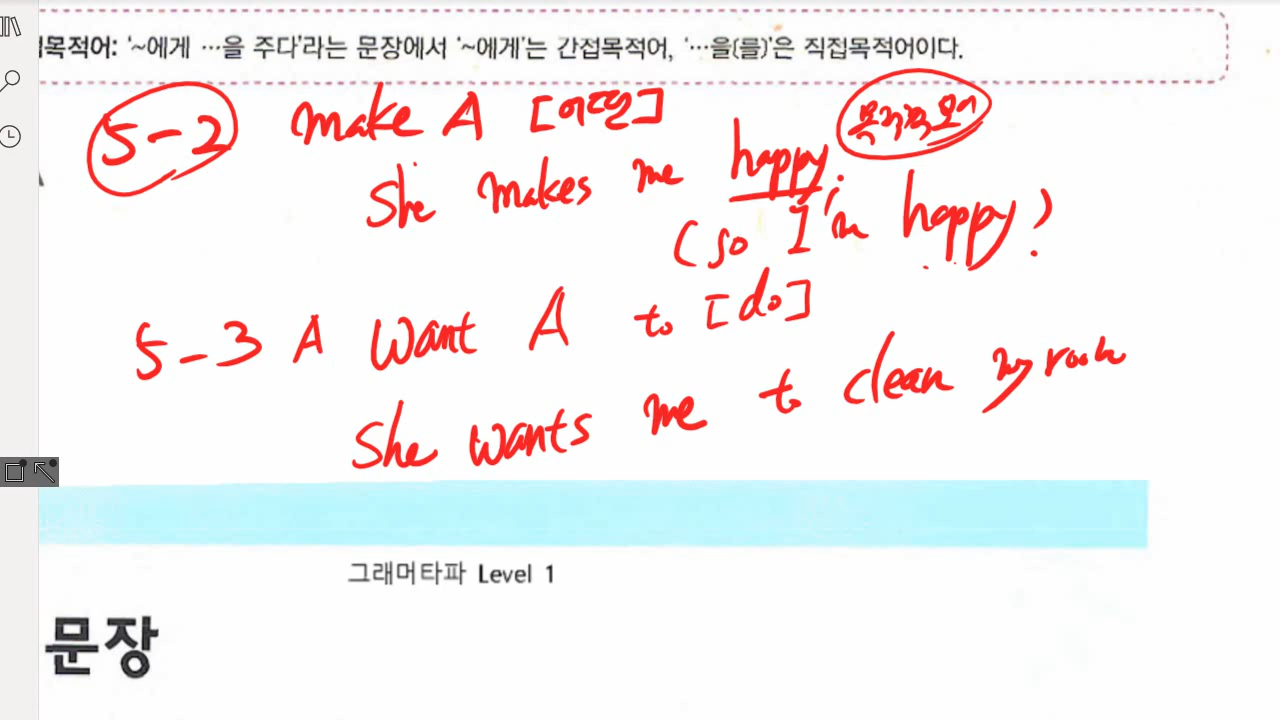 접목적어: '~에게 …을 주다'라는 문장에서 '~에게'는 간접목적어, '…을(를)'은 직접목적어이다.
5-2 make A [어떤] 목적격 보어
She makes me happy.
(so I'm happy)
5-3 A want A to [do]
She wants me to clean my room
그래머타파 Level 1
문장